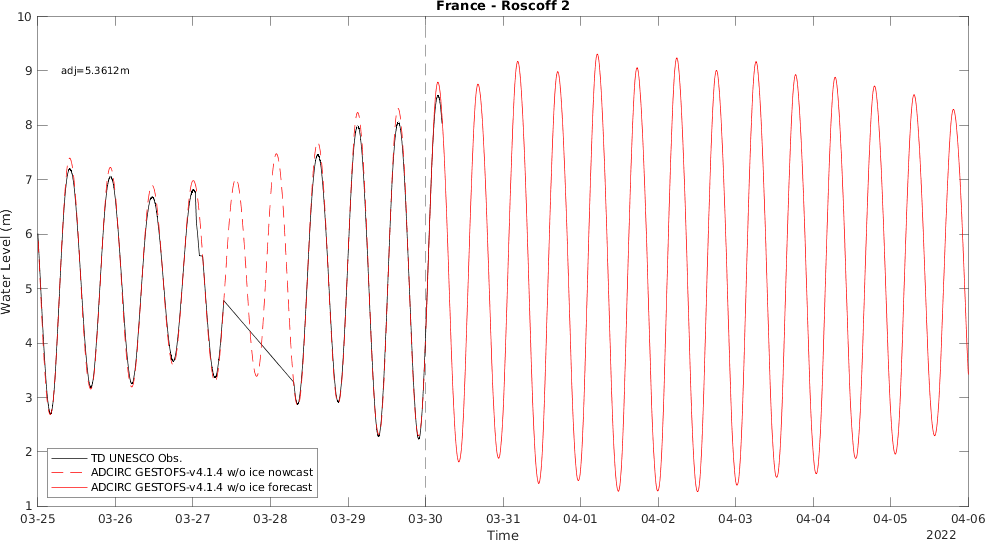 France - Roscoff 2
adj=5.3612m
10
9
8
7
6
5
4
3
2
1
Water Level (m)
TD UNESCO Obs.
ADCIRC GESTOFS-v4.1.4 w/o ice nowcast
ADCIRC GESTOFS-v4.1.4 w/o ice forecast
03-25 03-26 03-27 03-28 03-29 03-30 03-31 04-01 04-02 04-03 04-04 04-05 04-06
Time
2022